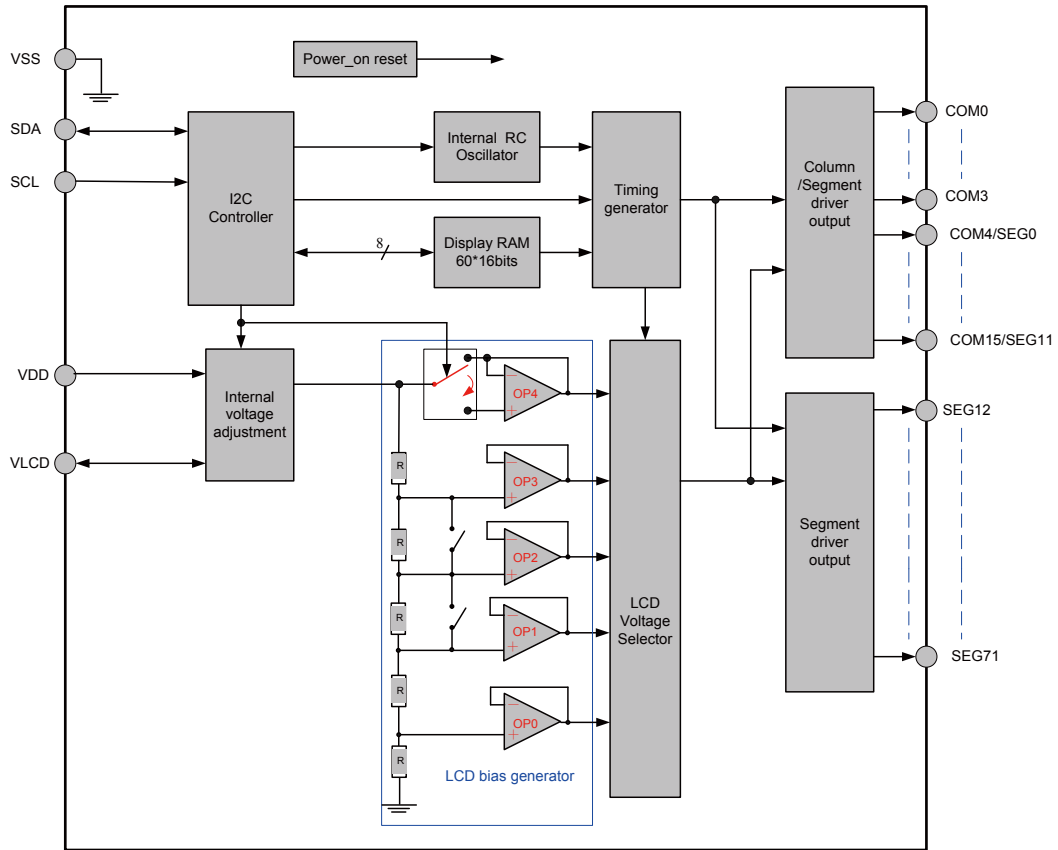 VSS
SDA
SCL
VDD
VLCD
Power_on reset
I2C
Controller
Internal RC
Oscillator
8
Display RAM
60*16bits
Timing
generator
Column
/Segment
driver
output
COM0
COM3
COM4/SEG0
COM15/SEG11
SEG12
SEG71
Internal
voltage
adjustment
R
R
R
R
R
−
OP4
+
−
OP3
+
−
OP2
+
−
OP1
+
−
OP0
+
LCD bias generator
LCD
Voltage
Selector
Segment
driver
output